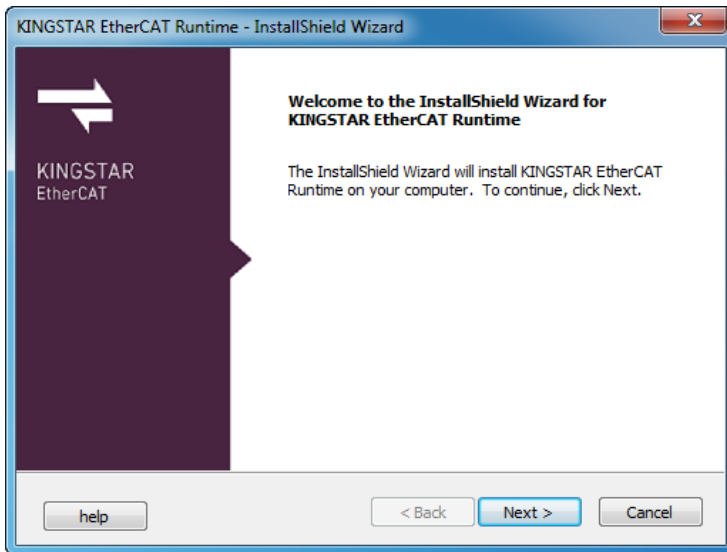 KINGSTAR EtherCAT Runtime - InstallShield Wizard
KINGSTAR
EtherCAT
Welcome to the InstallShield Wizard for
KINGSTAR EtherCAT Runtime
The InstallShield Wizard will install KINGSTAR EtherCAT
Runtime on your computer. To continue, click Next.
help
< Back
Next >
Cancel